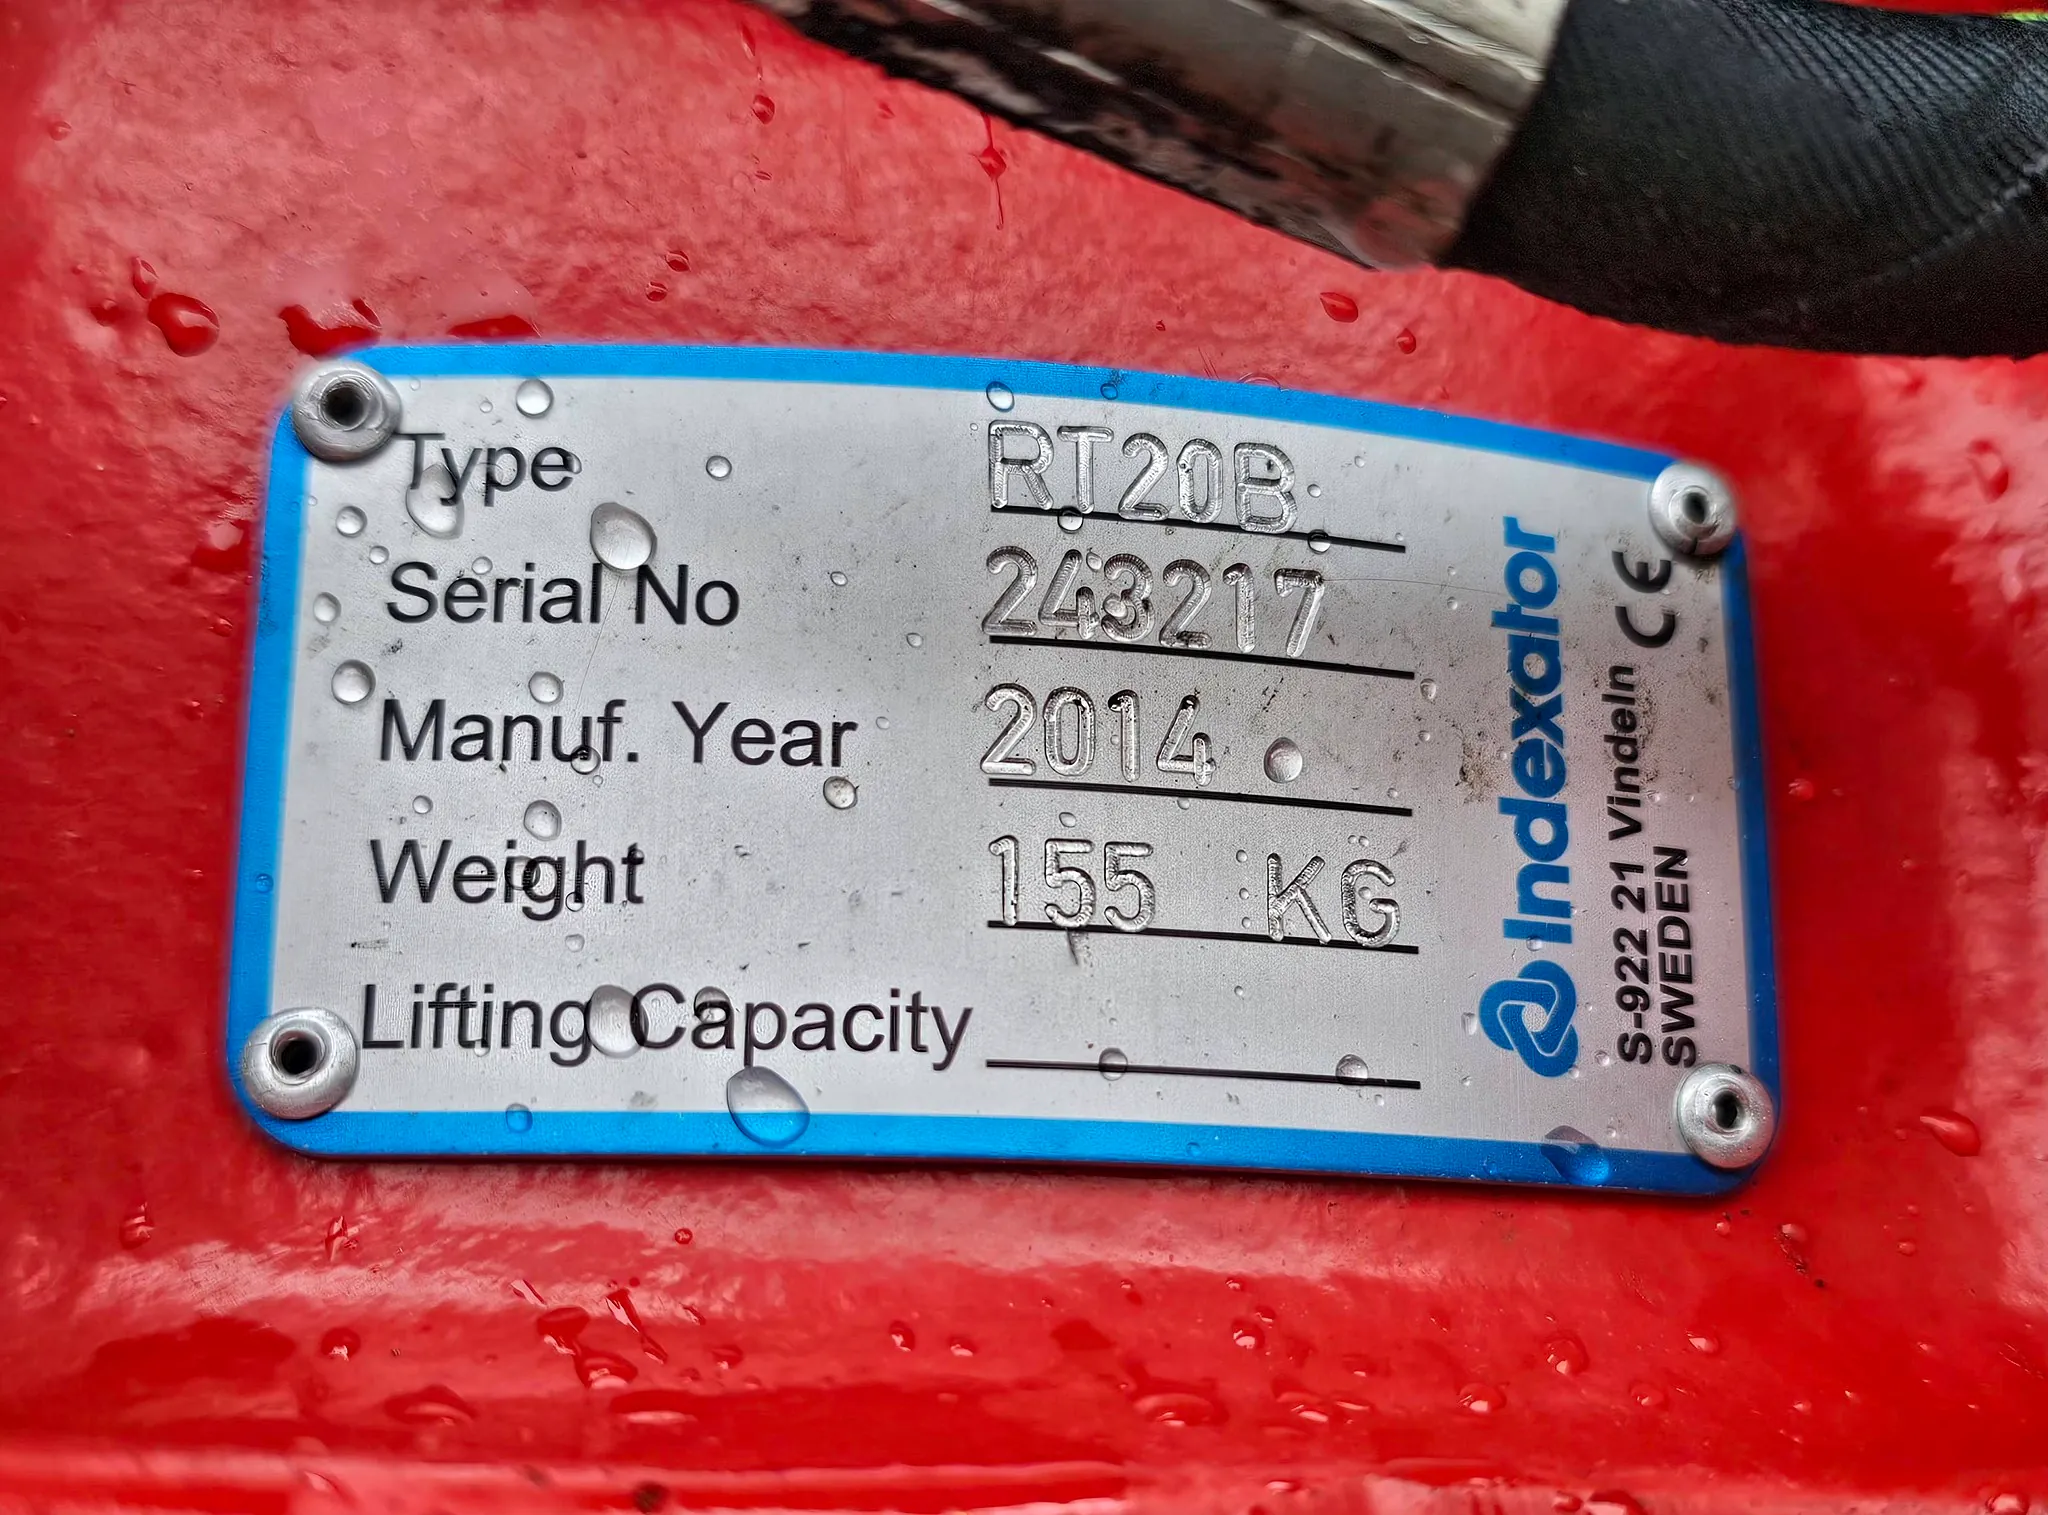 Type RT20B
Serial No 243217
Manuf. Year 2014
Weight 155 KG
Lifting Capacity
Indexator
S-922 21 Vindeln CE
SWEDEN